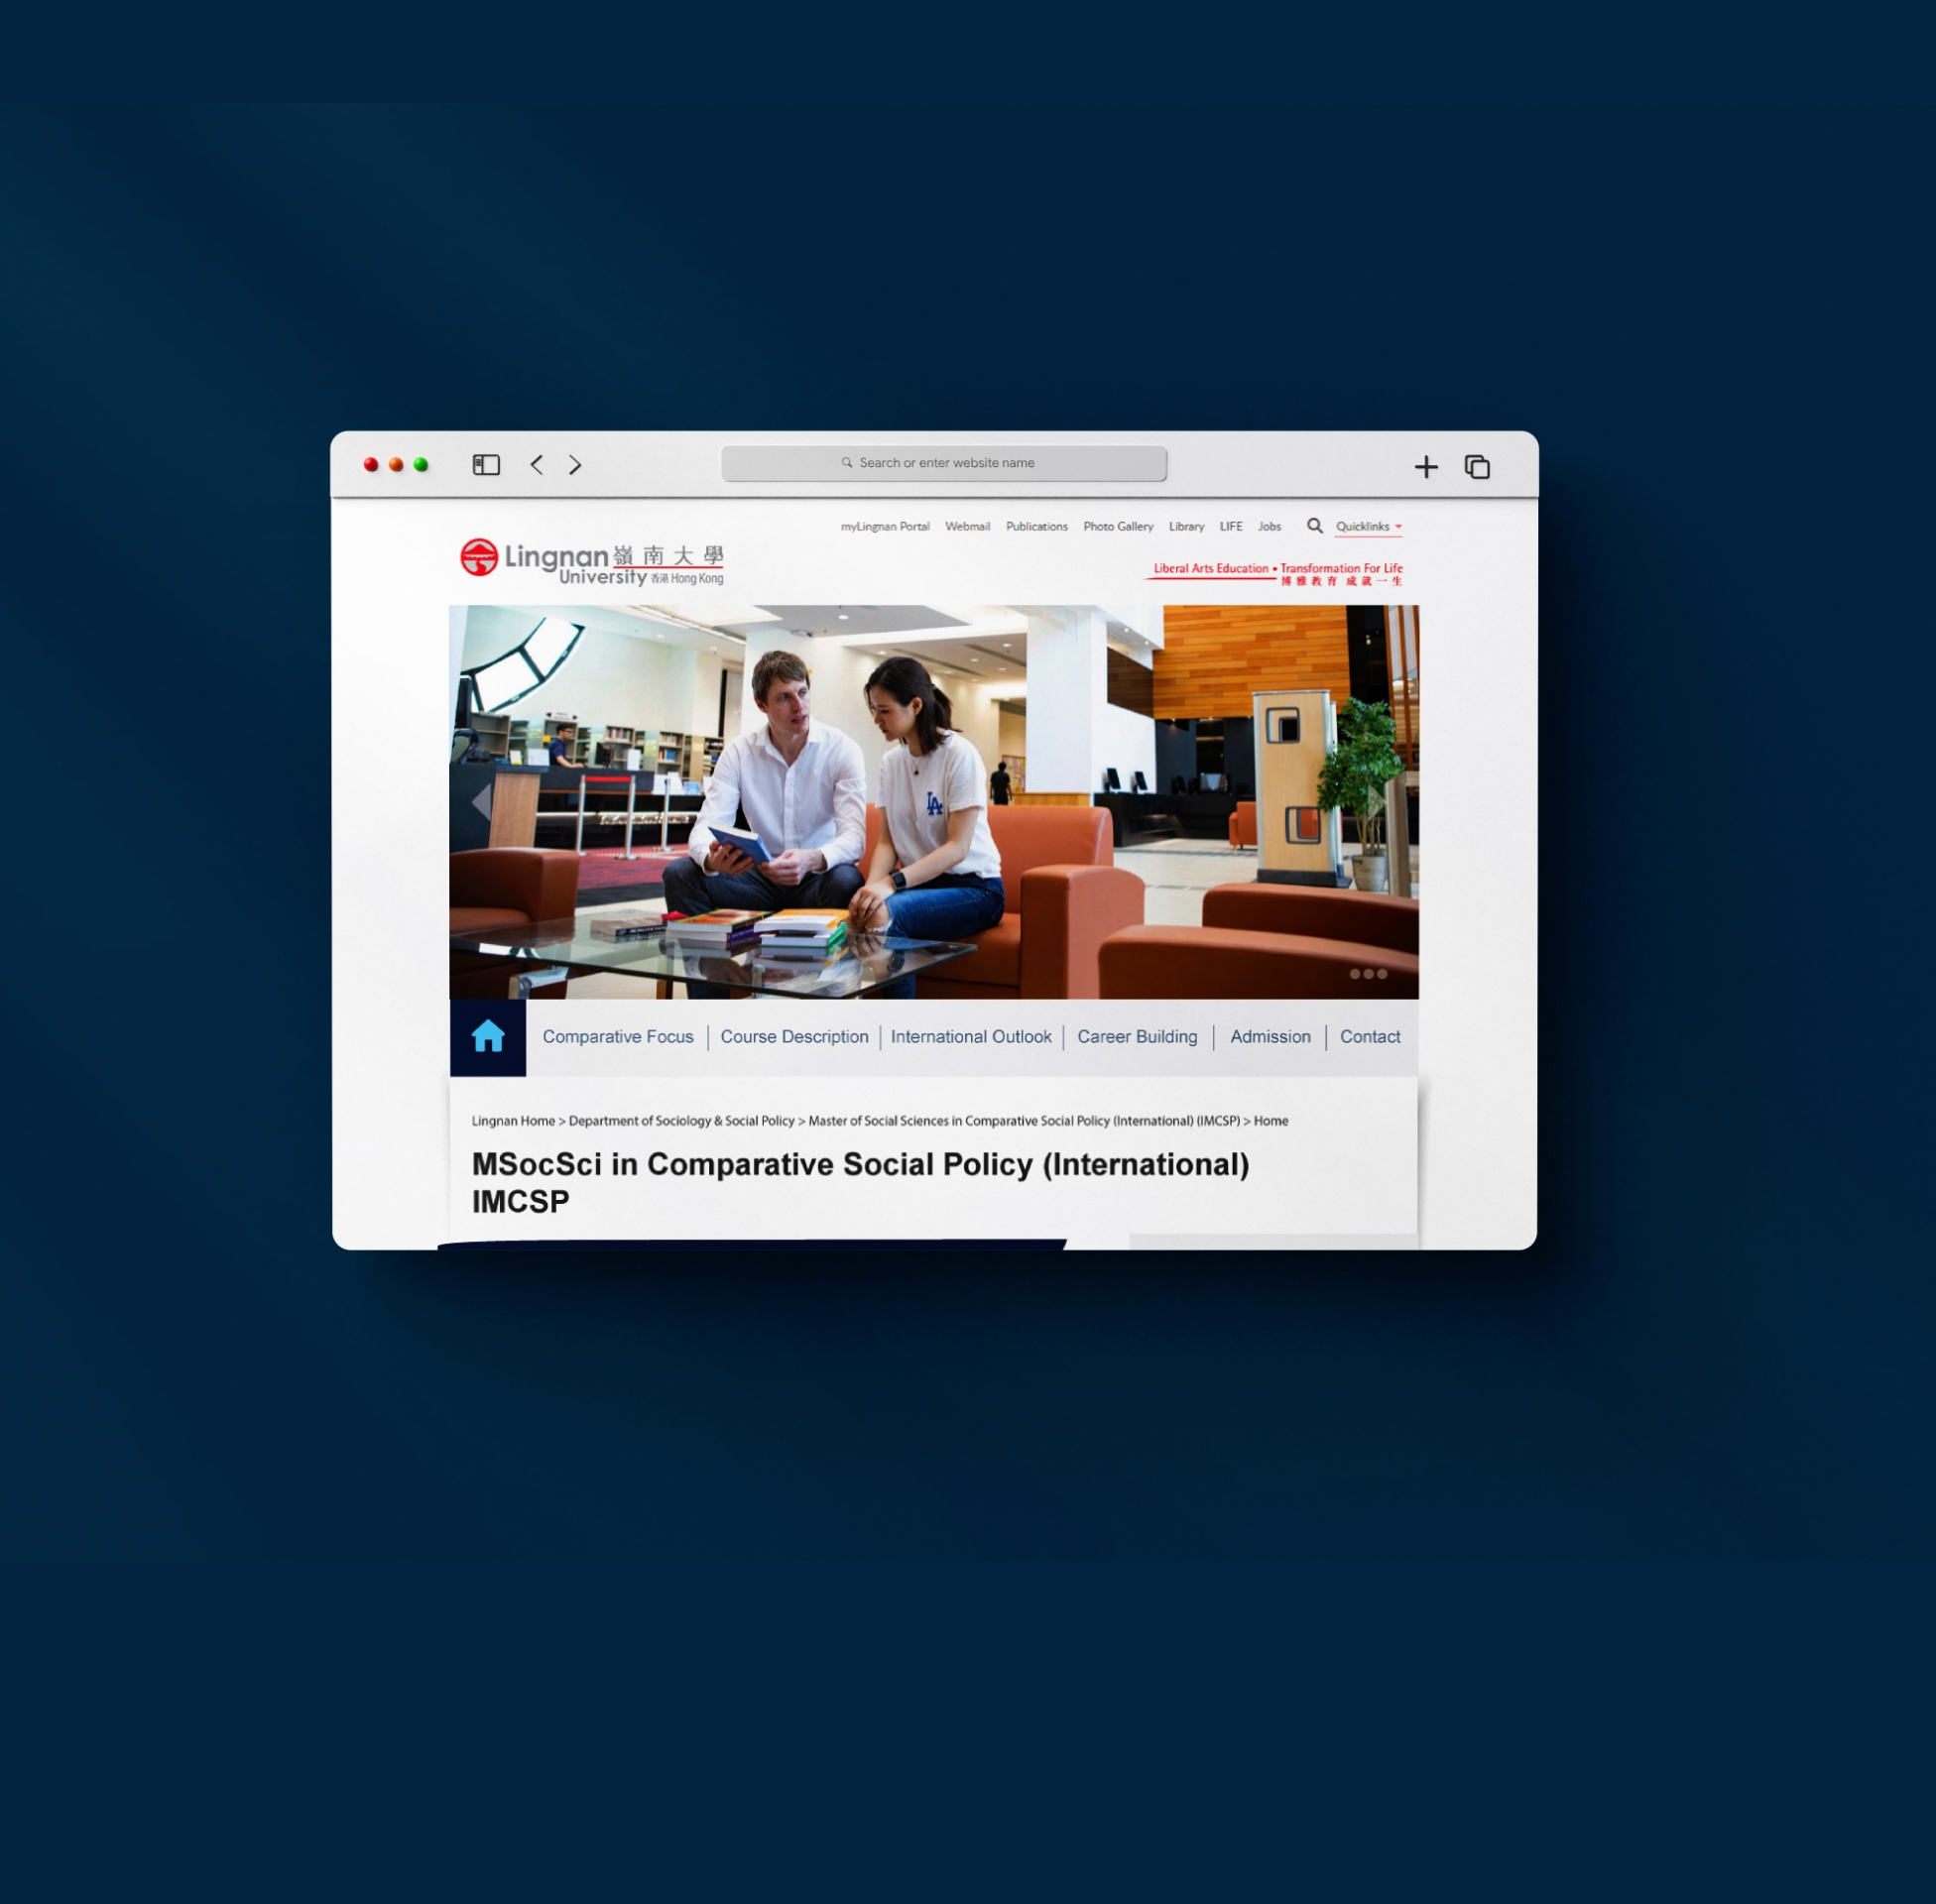 Search or enter website name
myLingnan Portal Webmail Publications Photo Gallery Library LIFE Jobs Quicklinks
Lingnan 嶺南大學
University 香港 Hong Kong
Liberal Arts Education • Transformation For Life
博雅教育 成就一生
LA
Comparative Focus | Course Description | International Outlook | Career Building | Admission | Contact
Lingnan Home > Department of Sociology & Social Policy > Master of Social Sciences in Comparative Social Policy (International) (IMCSP) > Home
MSocSci in Comparative Social Policy (International)
IMCSP